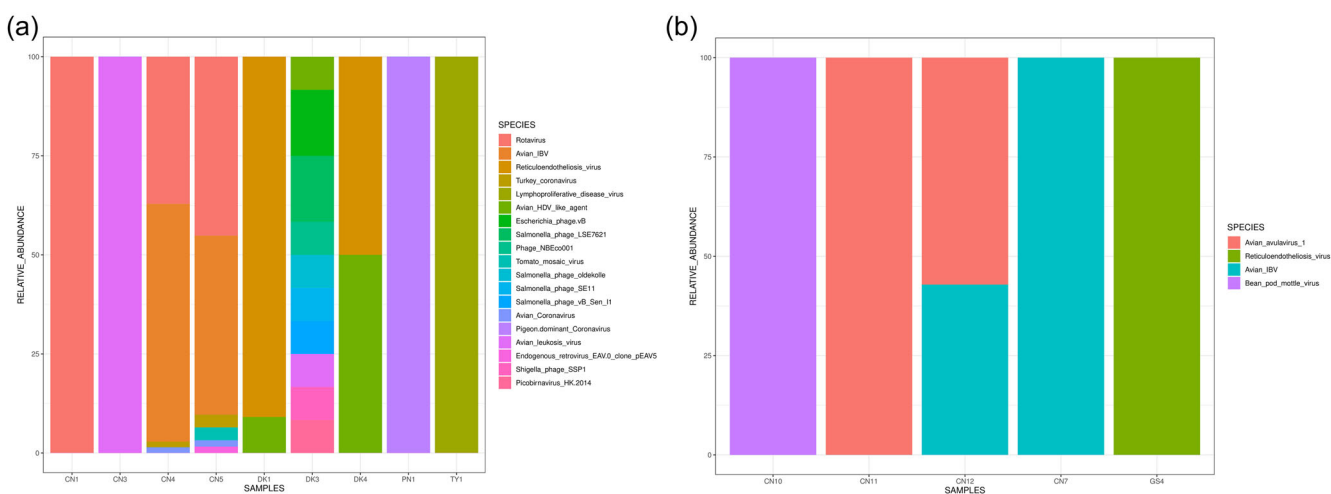 (a)
(b)
100
75
50
25
0
RELATIVE_ABUNDANCE
CN1 CN3 CN4 CN5 DK1 DK3 DK4 PN1 TY1
SAMPLES
SPECIES
Rotavirus
Avian_IBV
Reticuloendotheliosis_virus
Turkey_coronavirus
Lymphoproliferative_disease_virus
Avian_HDV_like_agent
Escherichia_phage.vB
Salmonella_phage_LSE7621
Phage_NBEco001
Tomato_mosaic_virus
Salmonella_phage_oldekolle
Salmonella_phage_SE11
Salmonella_phage_vB_Sen_I1
Avian_Coronavirus
Pigeon.dominant_Coronavirus
Avian_leukosis_virus
Endogenous_retrovirus_EAV.0_clone_pEAV5
Shigella_phage_SSP1
Picobirnavirus_HK.2014
100
75
50
25
0
RELATIVE_ABUNDANCE
CN10 CN11 CN12 CN7 GS4
SAMPLES
SPECIES
Avian_avulavirus_1
Reticuloendotheliosis_virus
Avian_IBV
Bean_pod_mottle_virus